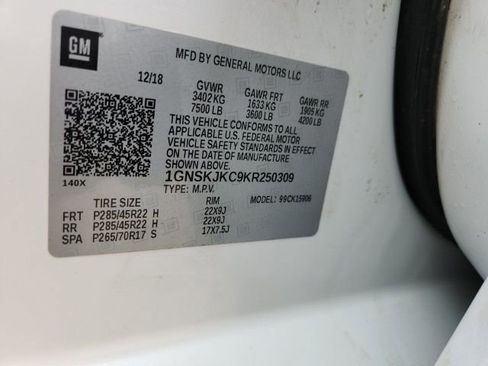 GM
MFD BY GENERAL MOTORS LLC
12/18 GVWR GAWR FRT GAWR RR
3402 KG 1633 KG 1905 KG
7500 LB 3600 LB 4200 LB
THIS VEHICLE CONFORMS TO ALL
APPLICABLE U.S. FEDERAL MOTOR
VEHICLE SAFETY STANDARDS IN EFFECT
ON THE DATE OF MANUFACTURE
SHOWN ABOVE.
1GNSKJKC9KR250309
140X TYPE: M.P.V. MODEL: 99CK15906
TIRE SIZE RIM
FRT P285/45R22 H 22X9J
RR P285/45R22 H 22X9J
SPA P265/70R17 S 17X7.5J